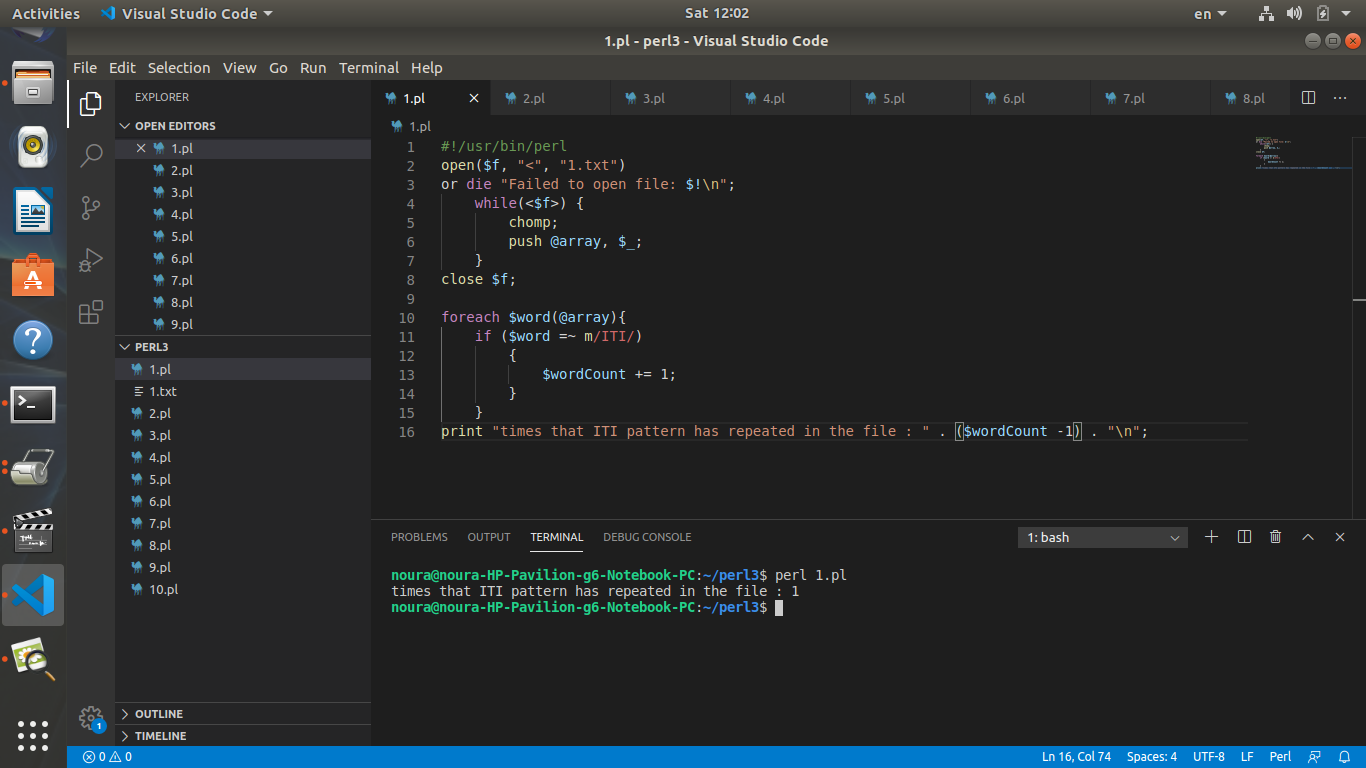 Activities Visual Studio Code Sat 12:02 en
1.pl - perl3 - Visual Studio Code
File Edit Selection View Go Run Terminal Help
EXPLORER
OPEN EDITORS
1.pl
2.pl
3.pl
4.pl
5.pl
6.pl
7.pl
8.pl
9.pl
PERL3
1.pl
1.txt
2.pl
3.pl
4.pl
5.pl
6.pl
7.pl
8.pl
9.pl
10.pl
OUTLINE
TIMELINE
1.pl 2.pl 3.pl 4.pl 5.pl 6.pl 7.pl 8.pl
1.pl
1 #!/usr/bin/perl
2 open($f, "<", "1.txt")
3 or die "Failed to open file: $!\n";
4 while(<$f>) {
5 chomp;
6 push @array, $_;
7 }
8 close $f;
9
10 foreach $word(@array){
11 if ($word =~ m/ITI/)
12 {
13 $wordCount += 1;
14 }
15 }
16 print "times that ITI pattern has repeated in the file : " . ($wordCount -1) . "\n";
PROBLEMS OUTPUT TERMINAL DEBUG CONSOLE 1: bash
noura@noura-HP-Pavilion-g6-Notebook-PC:~/perl3$ perl 1.pl
times that ITI pattern has repeated in the file : 1
noura@noura-HP-Pavilion-g6-Notebook-PC:~/perl3$
1
0 0 Ln 16, Col 74 Spaces: 4 UTF-8 LF Perl